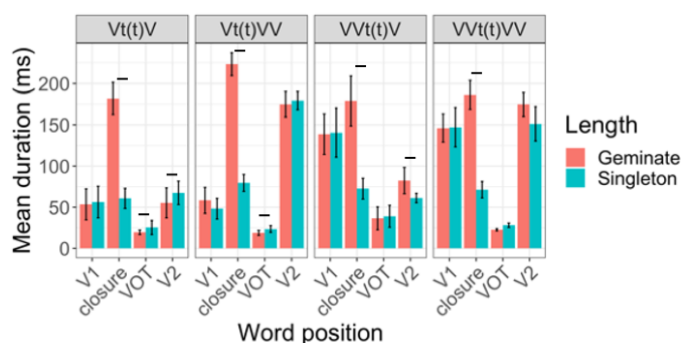 Vt(t)V Vt(t)VV VVt(t)V VVt(t)VV
Mean duration (ms)
200
150
100
50
0
V1 closure VOT V2 V1 closure VOT V2 V1 closure VOT V2 V1 closure VOT V2
Word position
Length
Geminate
Singleton